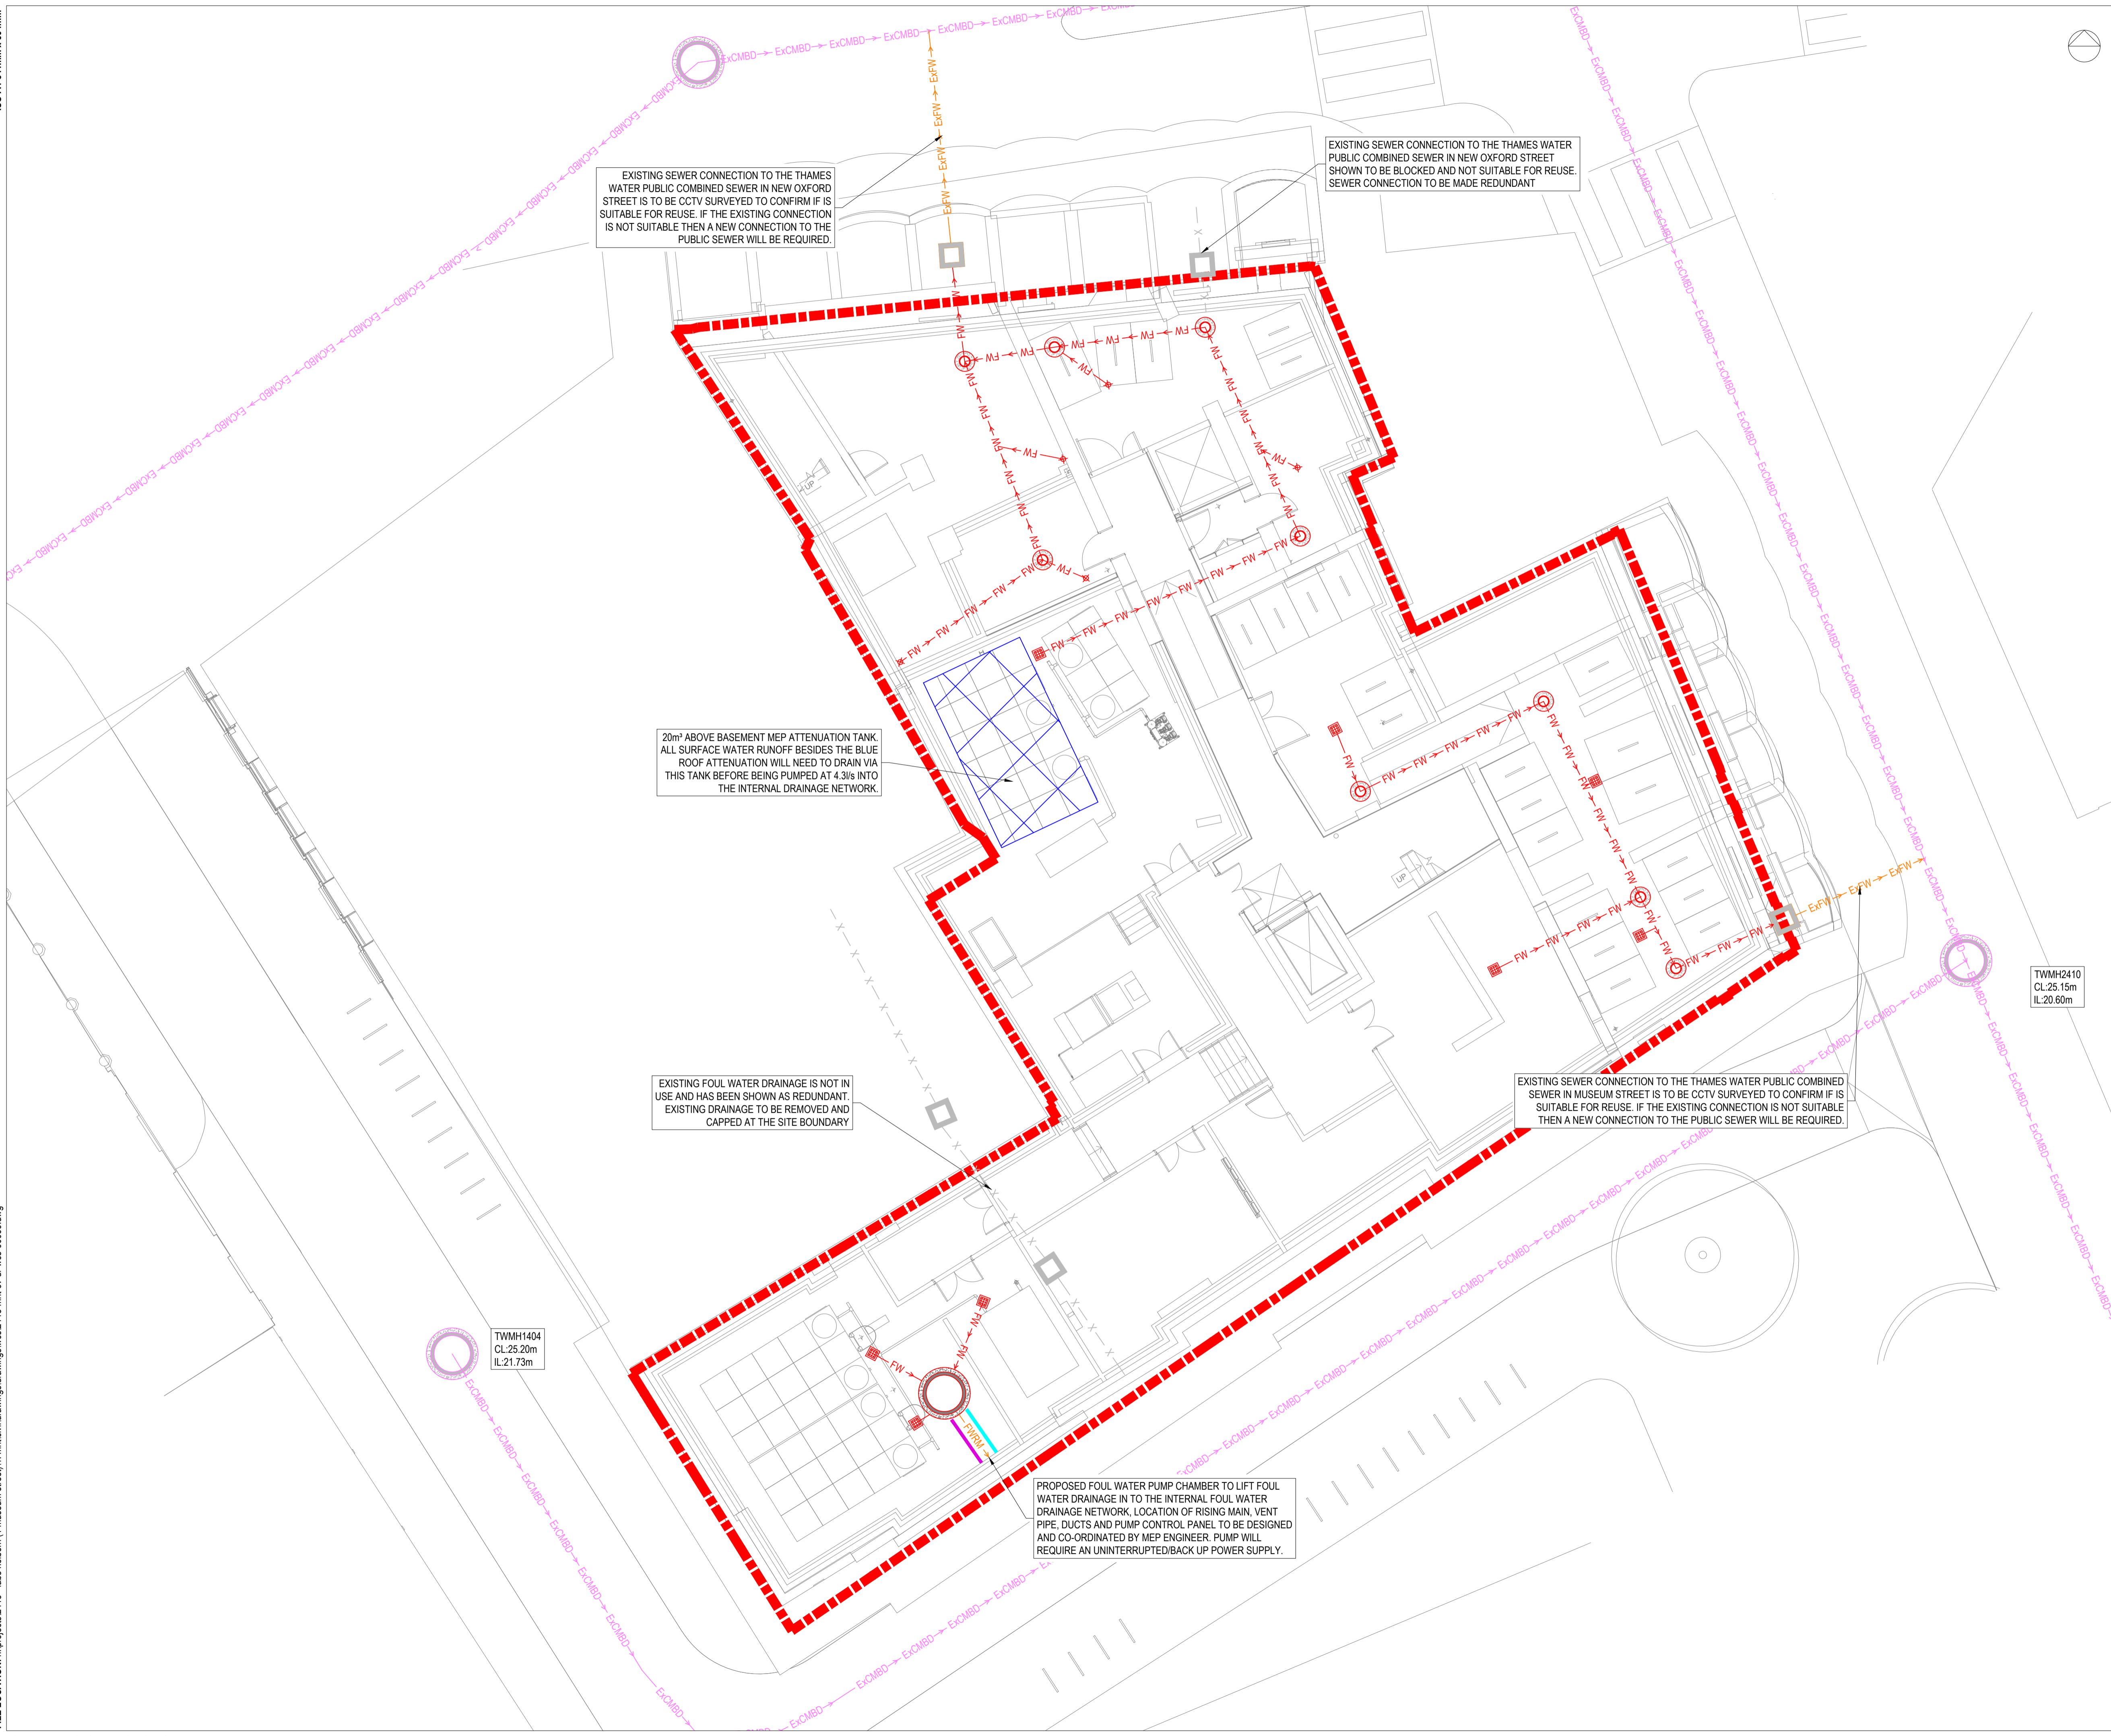 EXISTING SEWER CONNECTION TO THE THAMES
WATER PUBLIC COMBINED SEWER IN NEW OXFORD
STREET IS TO BE CCTV SURVEYED TO CONFIRM IF IS
SUITABLE FOR REUSE. IF THE EXISTING CONNECTION
IS NOT SUITABLE THEN A NEW CONNECTION TO THE
PUBLIC SEWER WILL BE REQUIRED.
EXISTING SEWER CONNECTION TO THE THAMES WATER
PUBLIC COMBINED SEWER IN NEW OXFORD STREET
SHOWN TO BE BLOCKED AND NOT SUITABLE FOR REUSE.
SEWER CONNECTION TO BE MADE REDUNDANT
ExCMBD
ExFW
FW
UP
20m³ ABOVE BASEMENT MEP ATTENUATION TANK.
ALL SURFACE WATER RUNOFF BESIDES THE BLUE
ROOF ATTENUATION WILL NEED TO DRAIN VIA
THIS TANK BEFORE BEING PUMPED AT 4.3l/s INTO
THE INTERNAL DRAINAGE NETWORK.
UP
TWMH2410
CL:25.15m
IL:20.60m
EXISTING FOUL WATER DRAINAGE IS NOT IN
USE AND HAS BEEN SHOWN AS REDUNDANT.
EXISTING DRAINAGE TO BE REMOVED AND
CAPPED AT THE SITE BOUNDARY
EXISTING SEWER CONNECTION TO THE THAMES WATER PUBLIC COMBINED
SEWER IN MUSEUM STREET IS TO BE CCTV SURVEYED TO CONFIRM IF IS
SUITABLE FOR REUSE. IF THE EXISTING CONNECTION IS NOT SUITABLE
THEN A NEW CONNECTION TO THE PUBLIC SEWER WILL BE REQUIRED.
TWMH1404
CL:25.20m
IL:21.73m
FWRM
PROPOSED FOUL WATER PUMP CHAMBER TO LIFT FOUL
WATER DRAINAGE IN TO THE INTERNAL FOUL WATER
DRAINAGE NETWORK, LOCATION OF RISING MAIN, VENT
PIPE, DUCTS AND PUMP CONTROL PANEL TO BE DESIGNED
AND CO-ORDINATED BY MEP ENGINEER. PUMP WILL
REQUIRE AN UNINTERRUPTED/BACK UP POWER SUPPLY.